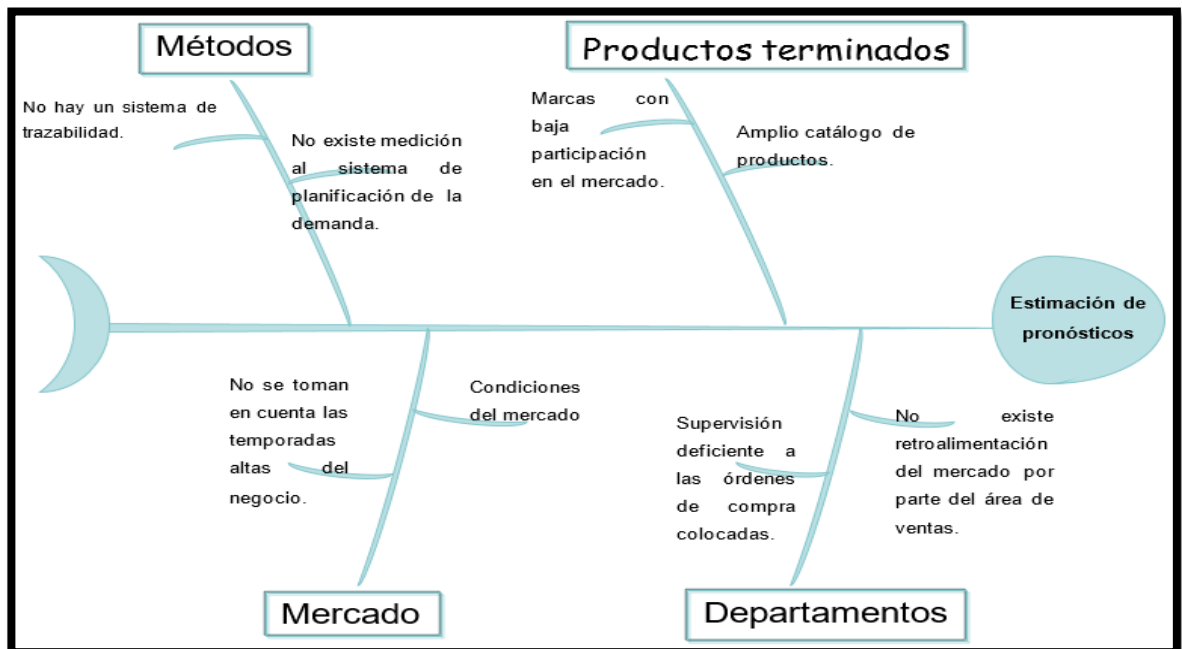 Métodos
No hay un sistema de
trazabilidad.
No existe medición
al sistema de
planificación de la
demanda.
Productos terminados
Marcas con
baja
participación
en el mercado.
Amplio catálogo de
productos.
Estimación de
pronósticos
No se toman
en cuenta las
temporadas
altas del
negocio.
Condiciones
del mercado
Mercado
Supervisión
deficiente a
las órdenes
de compra
colocadas.
No existe
retroalimentación
del mercado por
parte del área de
ventas.
Departamentos